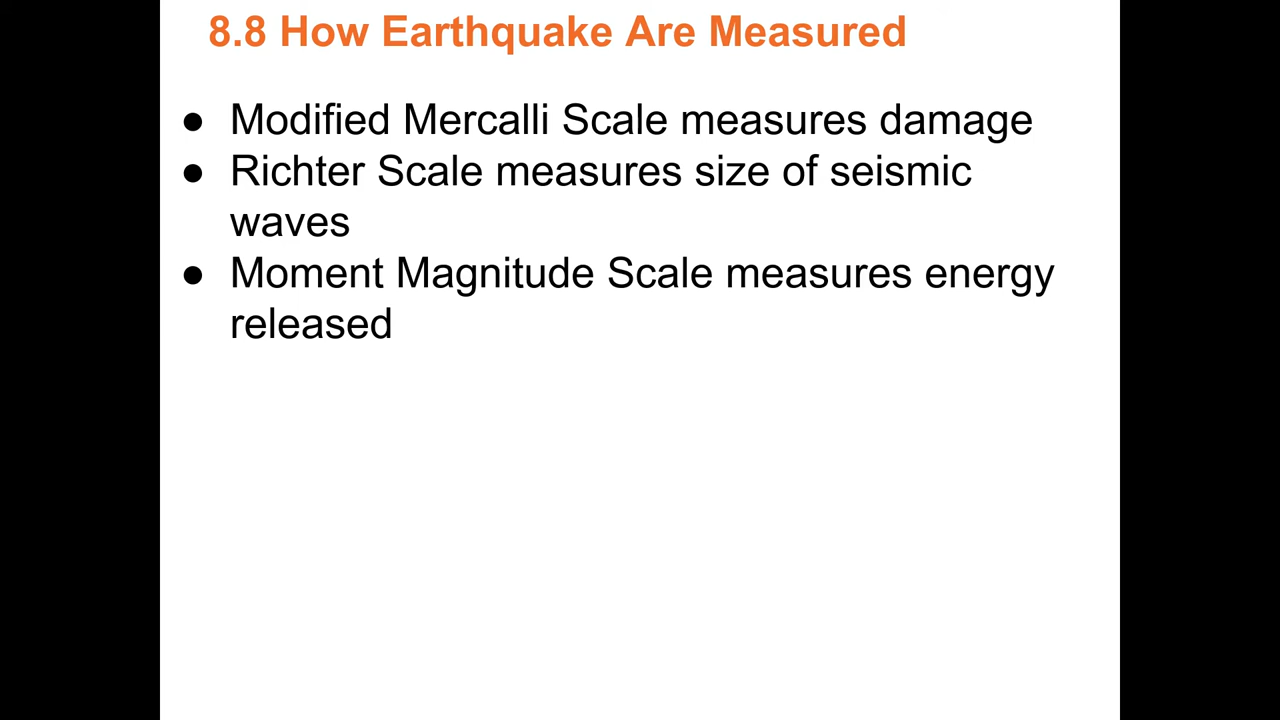 8.8 How Earthquake Are Measured
● Modified Mercalli Scale measures damage
● Richter Scale measures size of seismic
waves
● Moment Magnitude Scale measures energy
released